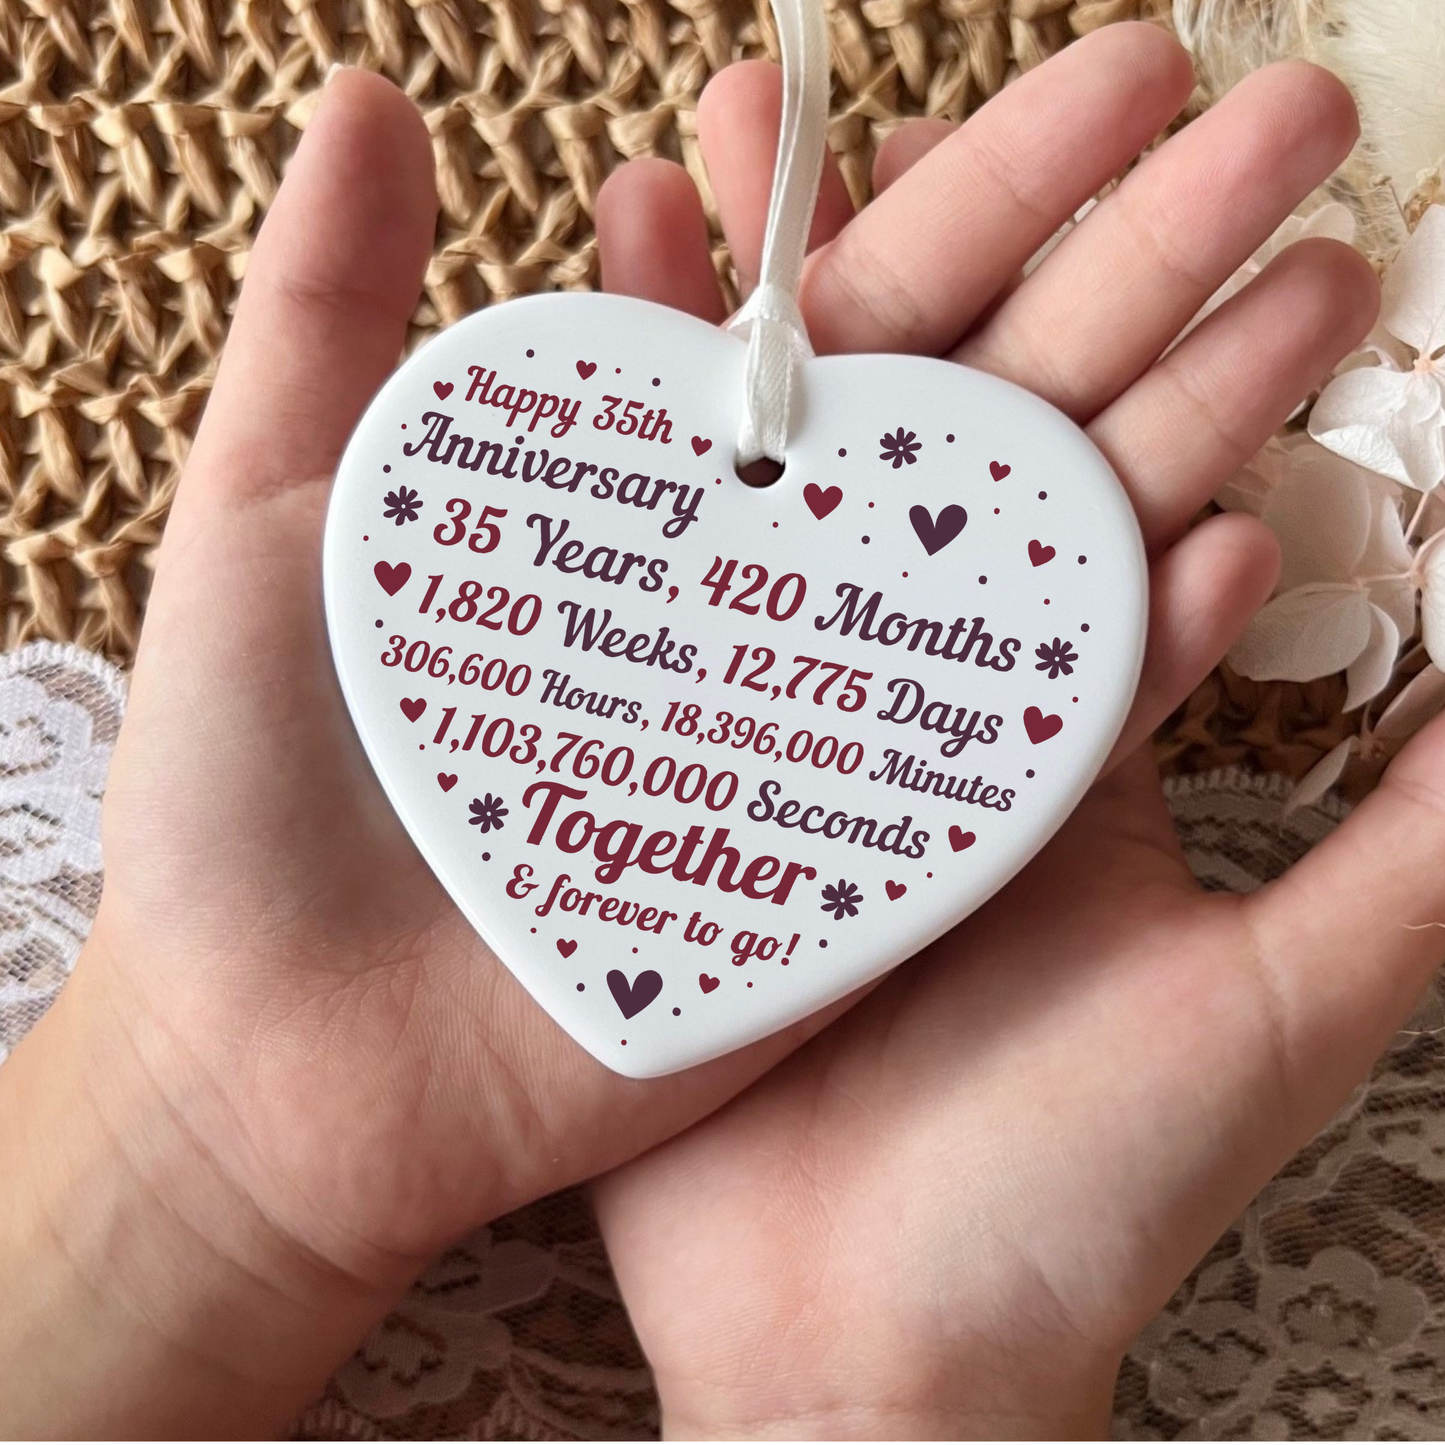 Happy 35th
Anniversary
35 Years, 420 Months
1,820 Weeks, 12,775 Days
306,600 Hours, 18,396,000 Minutes
1,103,760,000 Seconds
Together
& forever to go!